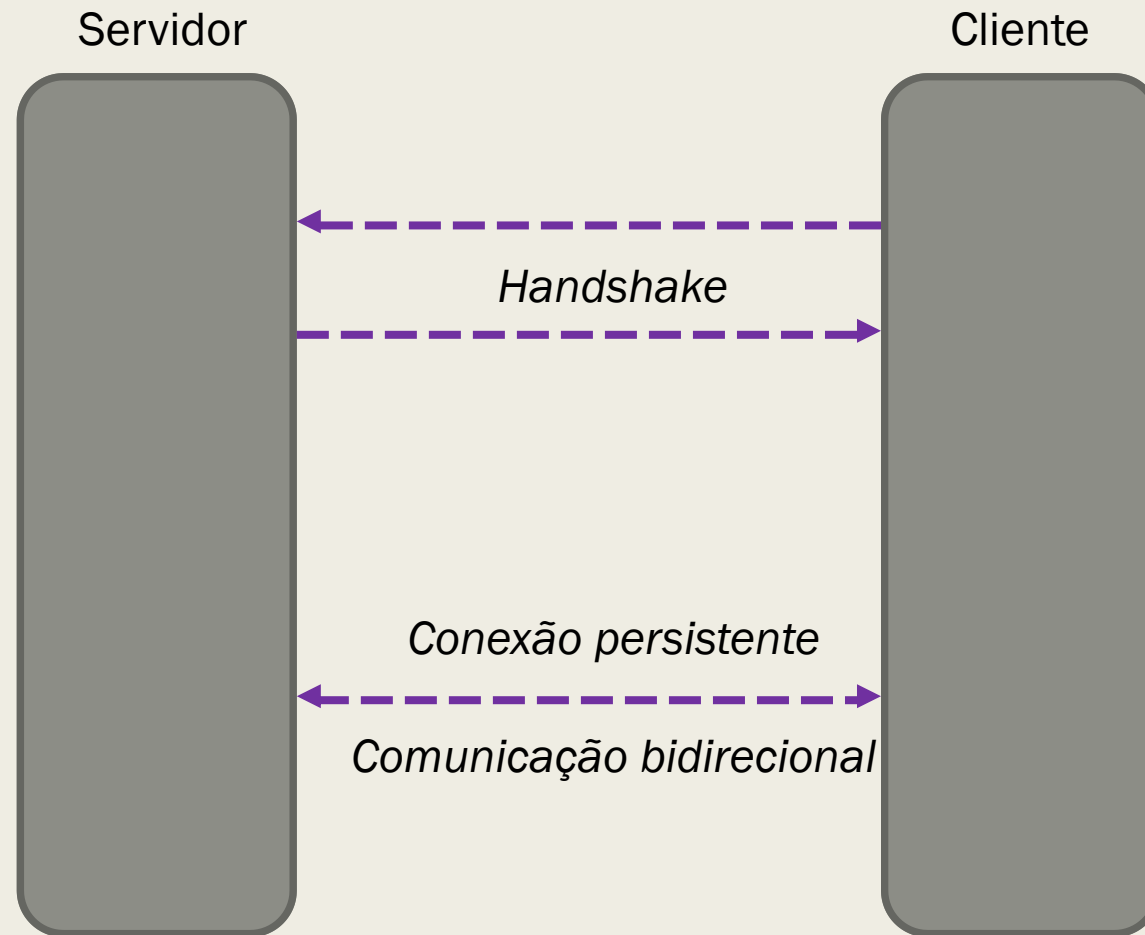 Servidor
Cliente
Handshake
Conexão persistente
Comunicação bidirecional